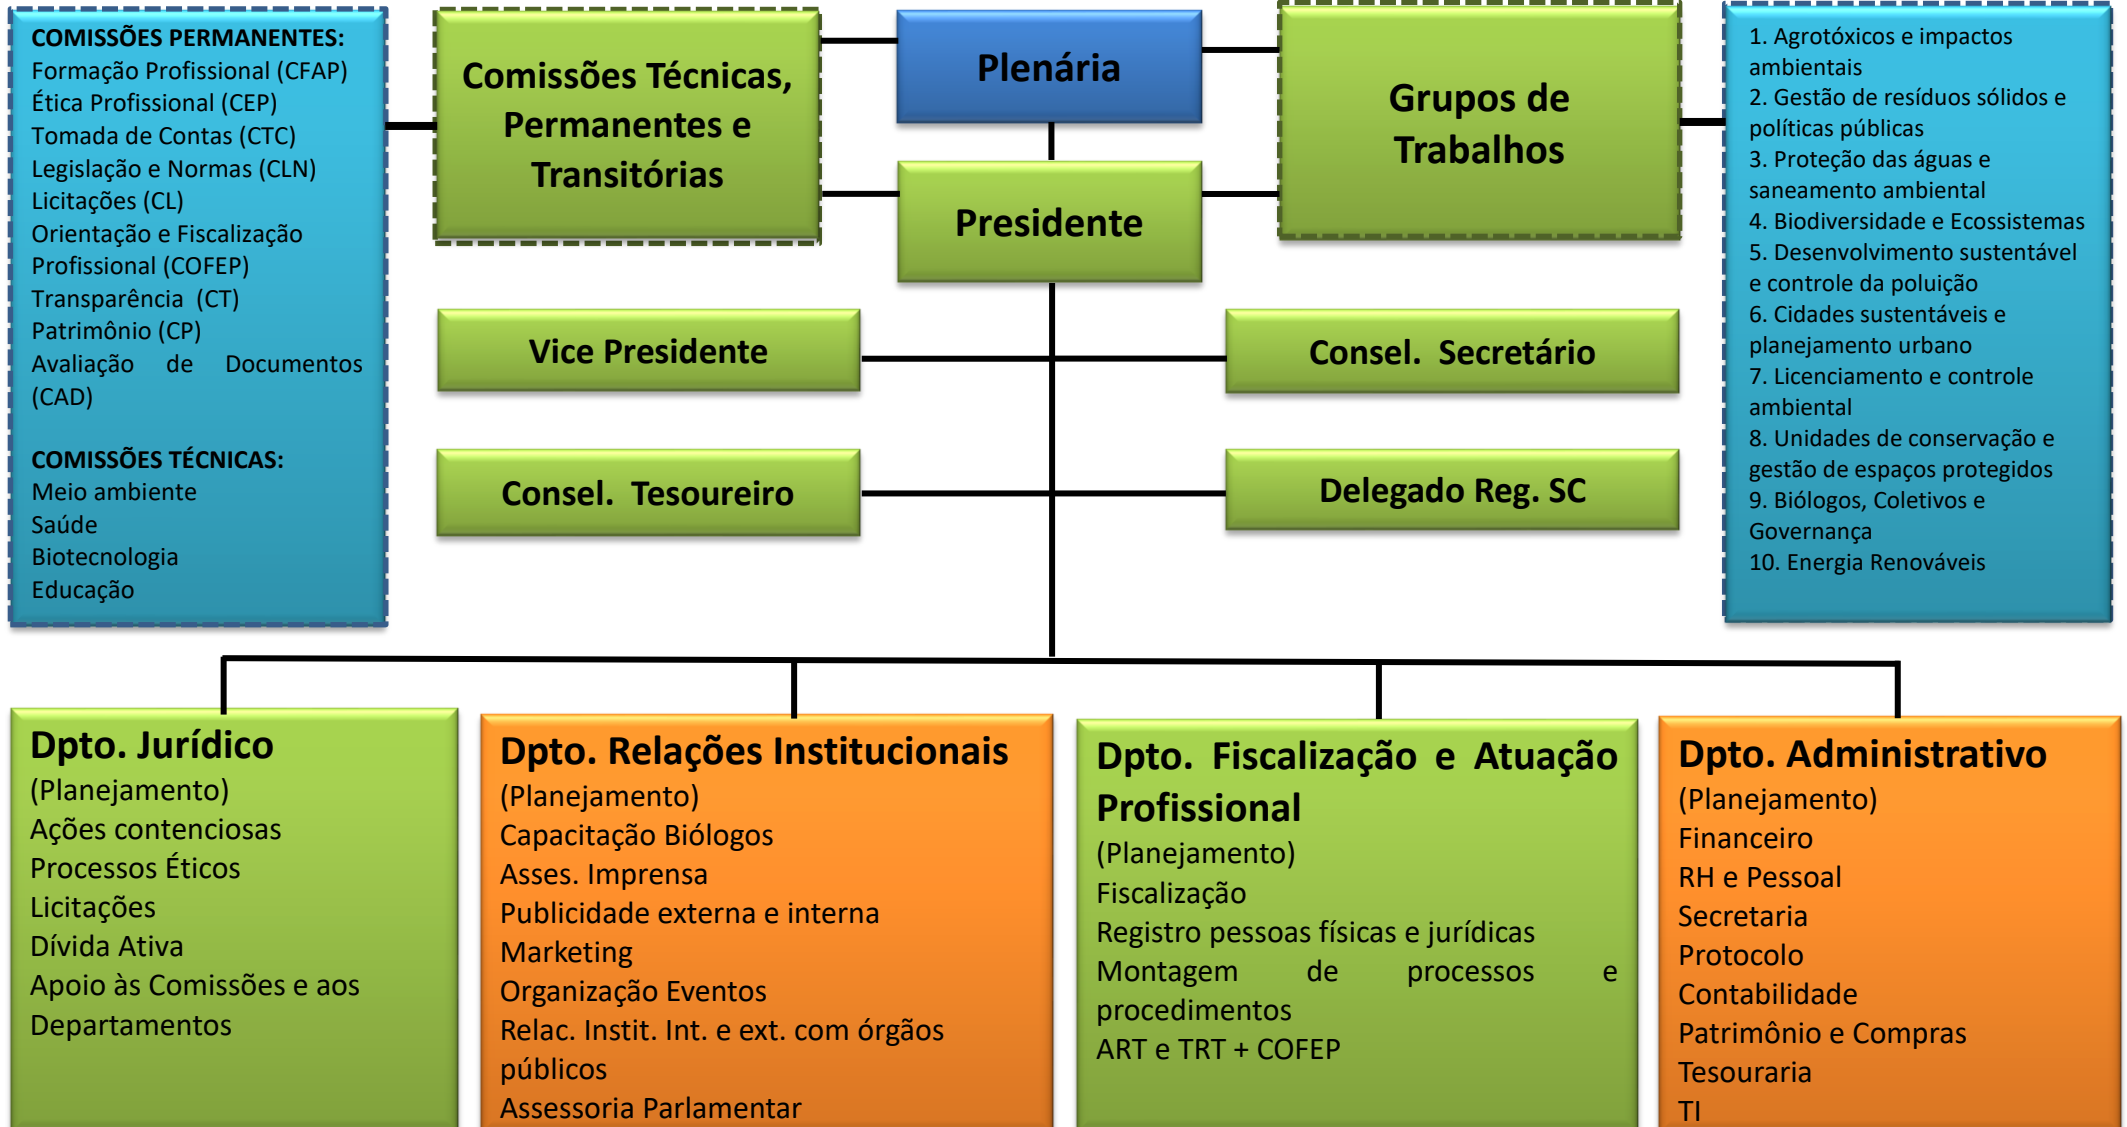 COMISSÕES PERMANENTES:
Formação Profissional (CFAP)
Ética Profissional (CEP)
Tomada de Contas (CTC)
Legislação e Normas (CLN)
Licitações (CL)
Orientação e Fiscalização
Profissional (COFEP)
Transparência (CT)
Patrimônio (CP)
Avaliação de Documentos
(CAD)
COMISSÕES TÉCNICAS:
Meio ambiente
Saúde
Biotecnologia
Educação
Comissões Técnicas,
Permanentes e
Transitórias
Plenária
Presidente
Grupos de
Trabalhos
1. Agrotóxicos e impactos
ambientais
2. Gestão de resíduos sólidos e
políticas públicas
3. Proteção das águas e
saneamento ambiental
4. Biodiversidade e Ecossistemas
5. Desenvolvimento sustentável
e controle da poluição
6. Cidades sustentáveis e
planejamento urbano
7. Licenciamento e controle
ambiental
8. Unidades de conservação e
gestão de espaços protegidos
9. Biólogos, Coletivos e
Governança
10. Energia Renováveis
Vice Presidente
Consel. Secretário
Consel. Tesoureiro
Delegado Reg. SC
Dpto. Jurídico
(Planejamento)
Ações contenciosas
Processos Éticos
Licitações
Dívida Ativa
Apoio às Comissões e aos
Departamentos
Dpto. Relações Institucionais
(Planejamento)
Capacitação Biólogos
Asses. Imprensa
Publicidade externa e interna
Marketing
Organização Eventos
Relac. Instit. Int. e ext. com órgãos
públicos
Assessoria Parlamentar
Dpto. Fiscalização e Atuação
Profissional
(Planejamento)
Fiscalização
Registro pessoas físicas e jurídicas
Montagem de processos e
procedimentos
ART e TRT + COFEP
Dpto. Administrativo
(Planejamento)
Financeiro
RH e Pessoal
Secretaria
Protocolo
Contabilidade
Patrimônio e Compras
Tesouraria
TI